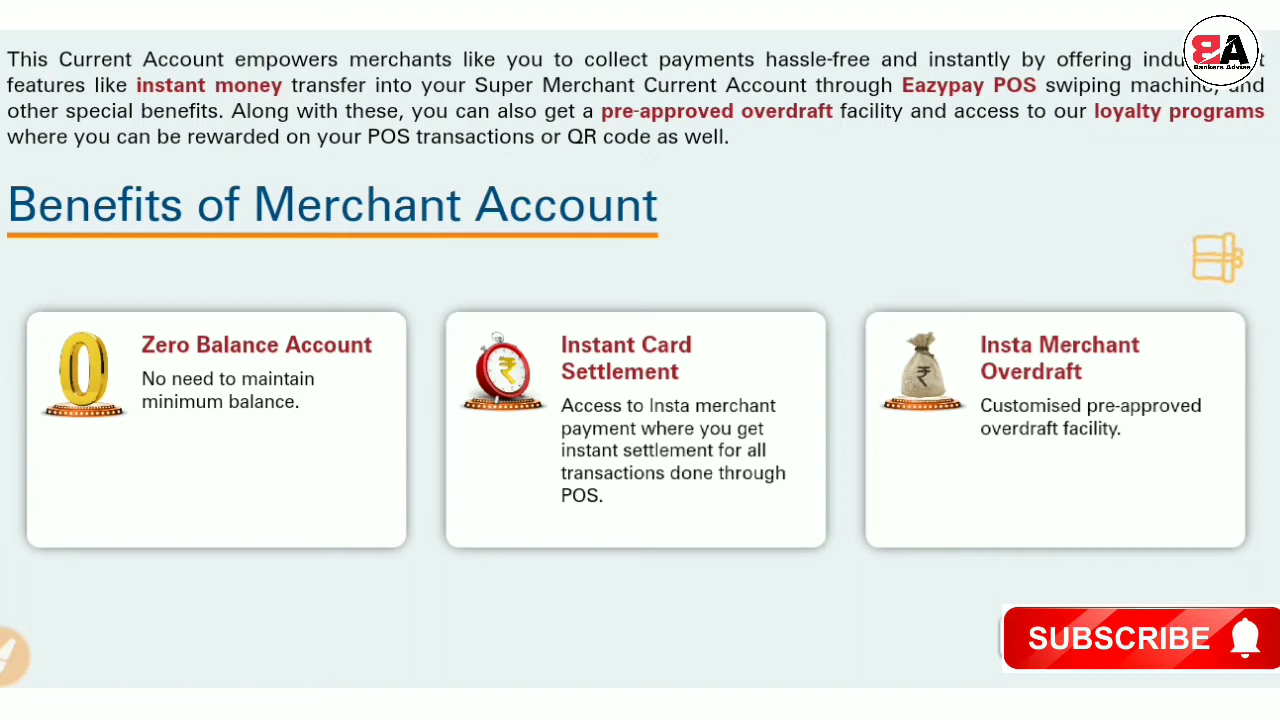 This Current Account empowers merchants like you to collect payments hassle-free and instantly by offering
features like instant money transfer into your Super Merchant Current Account through Eazypay POS swiping machine, and
other special benefits. Along with these, you can also get a pre-approved overdraft facility and access to our loyalty programs
where you can be rewarded on your POS transactions or QR code as well.
BA
Bankers Advise
Benefits of Merchant Account
Zero Balance Account
No need to maintain
minimum balance.
Instant Card
Settlement
Access to Insta merchant
payment where you get
instant settlement for all
transactions done through
POS.
Insta Merchant
Overdraft
Customised pre-approved
overdraft facility.
SUBSCRIBE